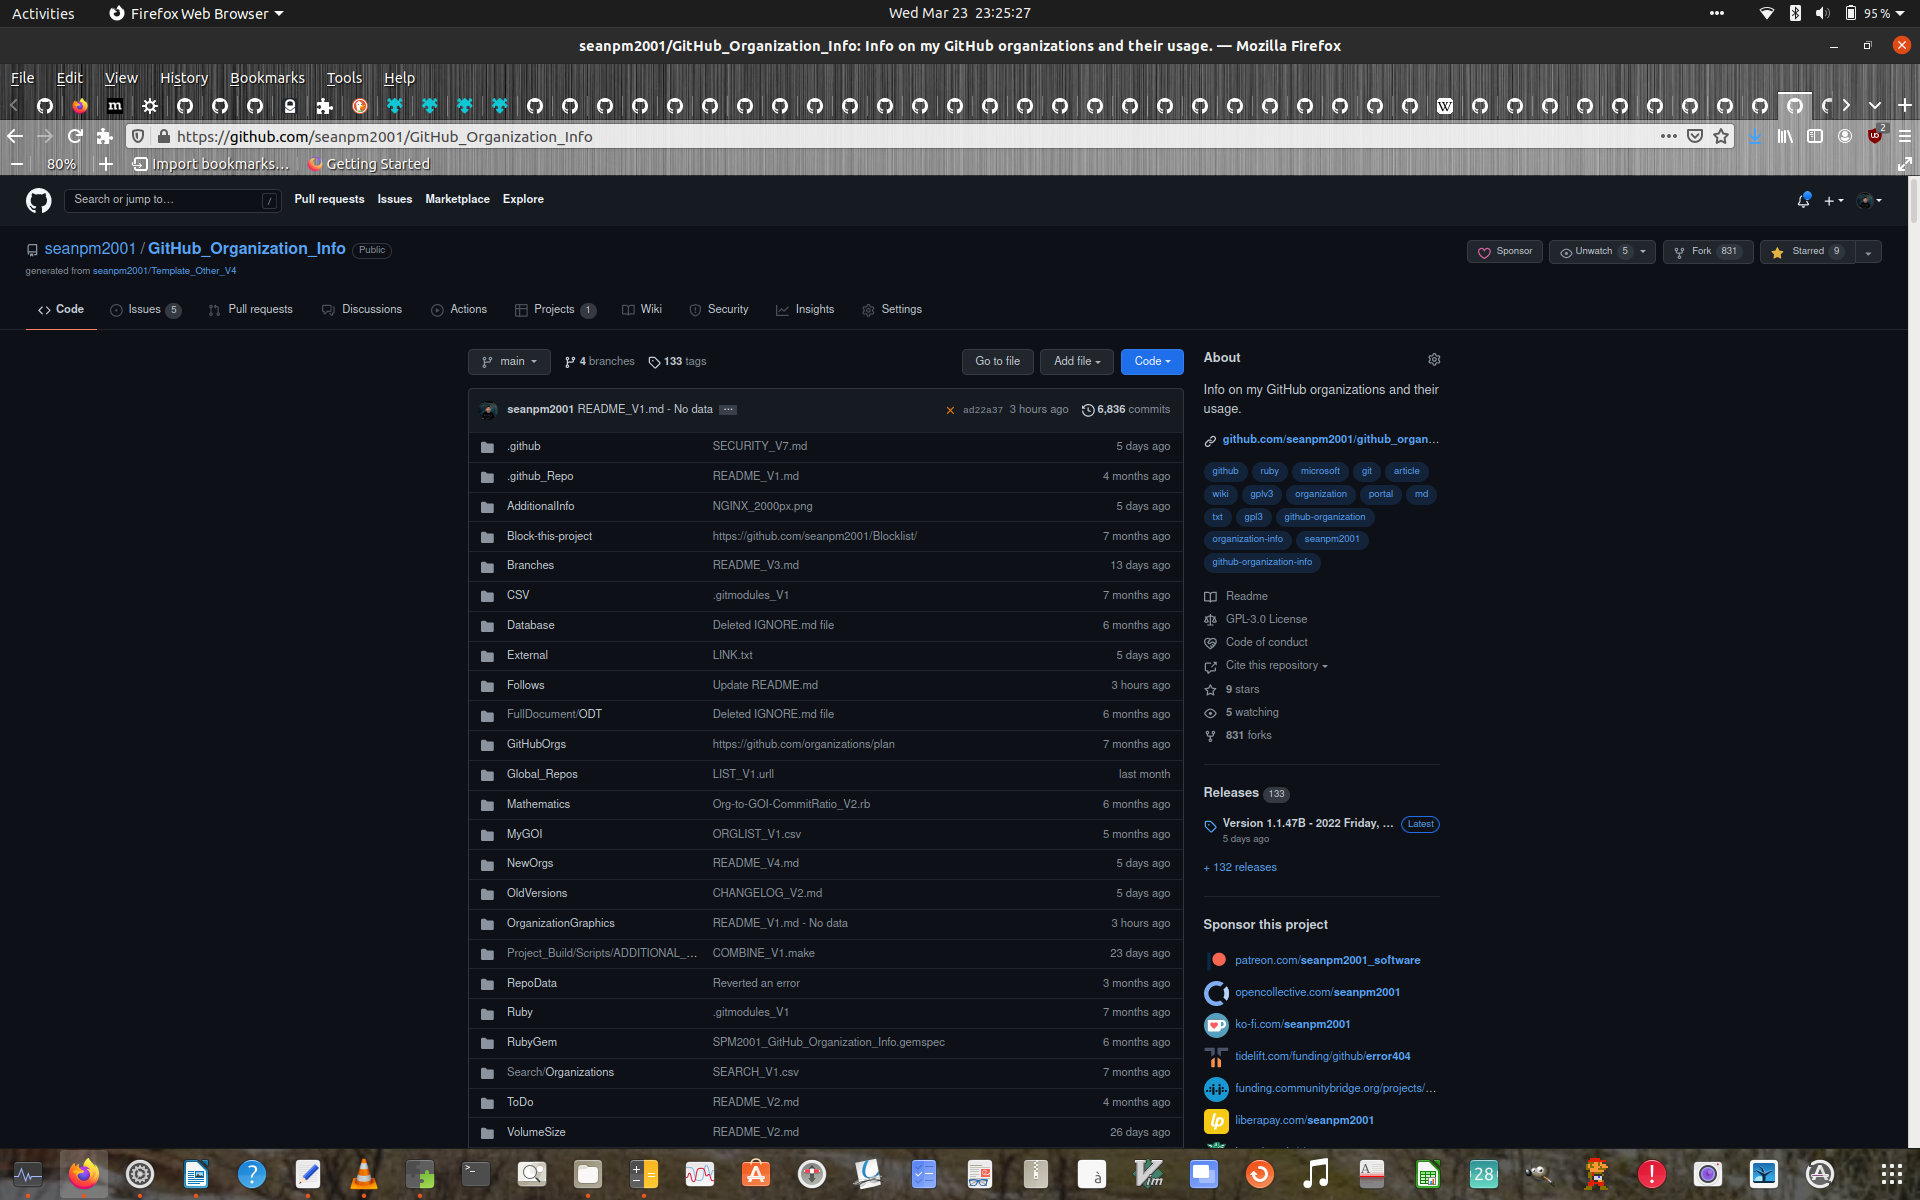 Activities
Firefox Web Browser
Wed Mar 23 23:25:27
95 %
seanpm2001/GitHub_Organization_Info: Info on my GitHub organizations and their usage. — Mozilla Firefox
File Edit View History Bookmarks Tools Help
https://github.com/seanpm2001/GitHub_Organization_Info
2
80%
Import bookmarks…
Getting Started
Search or jump to…
/
Pull requests Issues Marketplace Explore
seanpm2001 / GitHub_Organization_Info Public
generated from seanpm2001/Template_Other_V4
Sponsor
Unwatch 5
Fork 831
Starred 9
Code
Issues 5
Pull requests
Discussions
Actions
Projects 1
Wiki
Security
Insights
Settings
main
4 branches
133 tags
Go to file
Add file
Code
seanpm2001 README_V1.md - No data
ad22a37 3 hours ago 6,836 commits
.github SECURITY_V7.md 5 days ago
.github_Repo README_V1.md 4 months ago
AdditionalInfo NGINX_2000px.png 5 days ago
Block-this-project https://github.com/seanpm2001/Blocklist/ 7 months ago
Branches README_V3.md 13 days ago
CSV .gitmodules_V1 7 months ago
Database Deleted IGNORE.md file 6 months ago
External LINK.txt 5 days ago
Follows Update README.md 3 hours ago
FullDocument/ODT Deleted IGNORE.md file 6 months ago
GitHubOrgs https://github.com/organizations/plan 7 months ago
Global_Repos LIST_V1.urll last month
Mathematics Org-to-GOI-CommitRatio_V2.rb 6 months ago
MyGOI ORGLIST_V1.csv 5 months ago
NewOrgs README_V4.md 5 days ago
OldVersions CHANGELOG_V2.md 5 days ago
OrganizationGraphics README_V1.md - No data 3 hours ago
Project_Build/Scripts/ADDITIONAL_… COMBINE_V1.make 23 days ago
RepoData Reverted an error 3 months ago
Ruby .gitmodules_V1 7 months ago
RubyGem SPM2001_GitHub_Organization_Info.gemspec 6 months ago
Search/Organizations SEARCH_V1.csv 7 months ago
ToDo README_V2.md 4 months ago
VolumeSize README_V2.md 26 days ago
About
Info on my GitHub organizations and their
usage.
github.com/seanpm2001/github_organ…
github ruby microsoft git article
wiki gplv3 organization portal md
txt gpl3 github-organization
organization-info seanpm2001
github-organization-info
Readme
GPL-3.0 License
Code of conduct
Cite this repository
9 stars
5 watching
831 forks
Releases 133
Version 1.1.47B - 2022 Friday, … Latest
5 days ago
+ 132 releases
Sponsor this project
patreon.com/seanpm2001_software
opencollective.com/seanpm2001
ko-fi.com/seanpm2001
tidelift.com/funding/github/error404
funding.communitybridge.org/projects/…
liberapay.com/seanpm2001
28